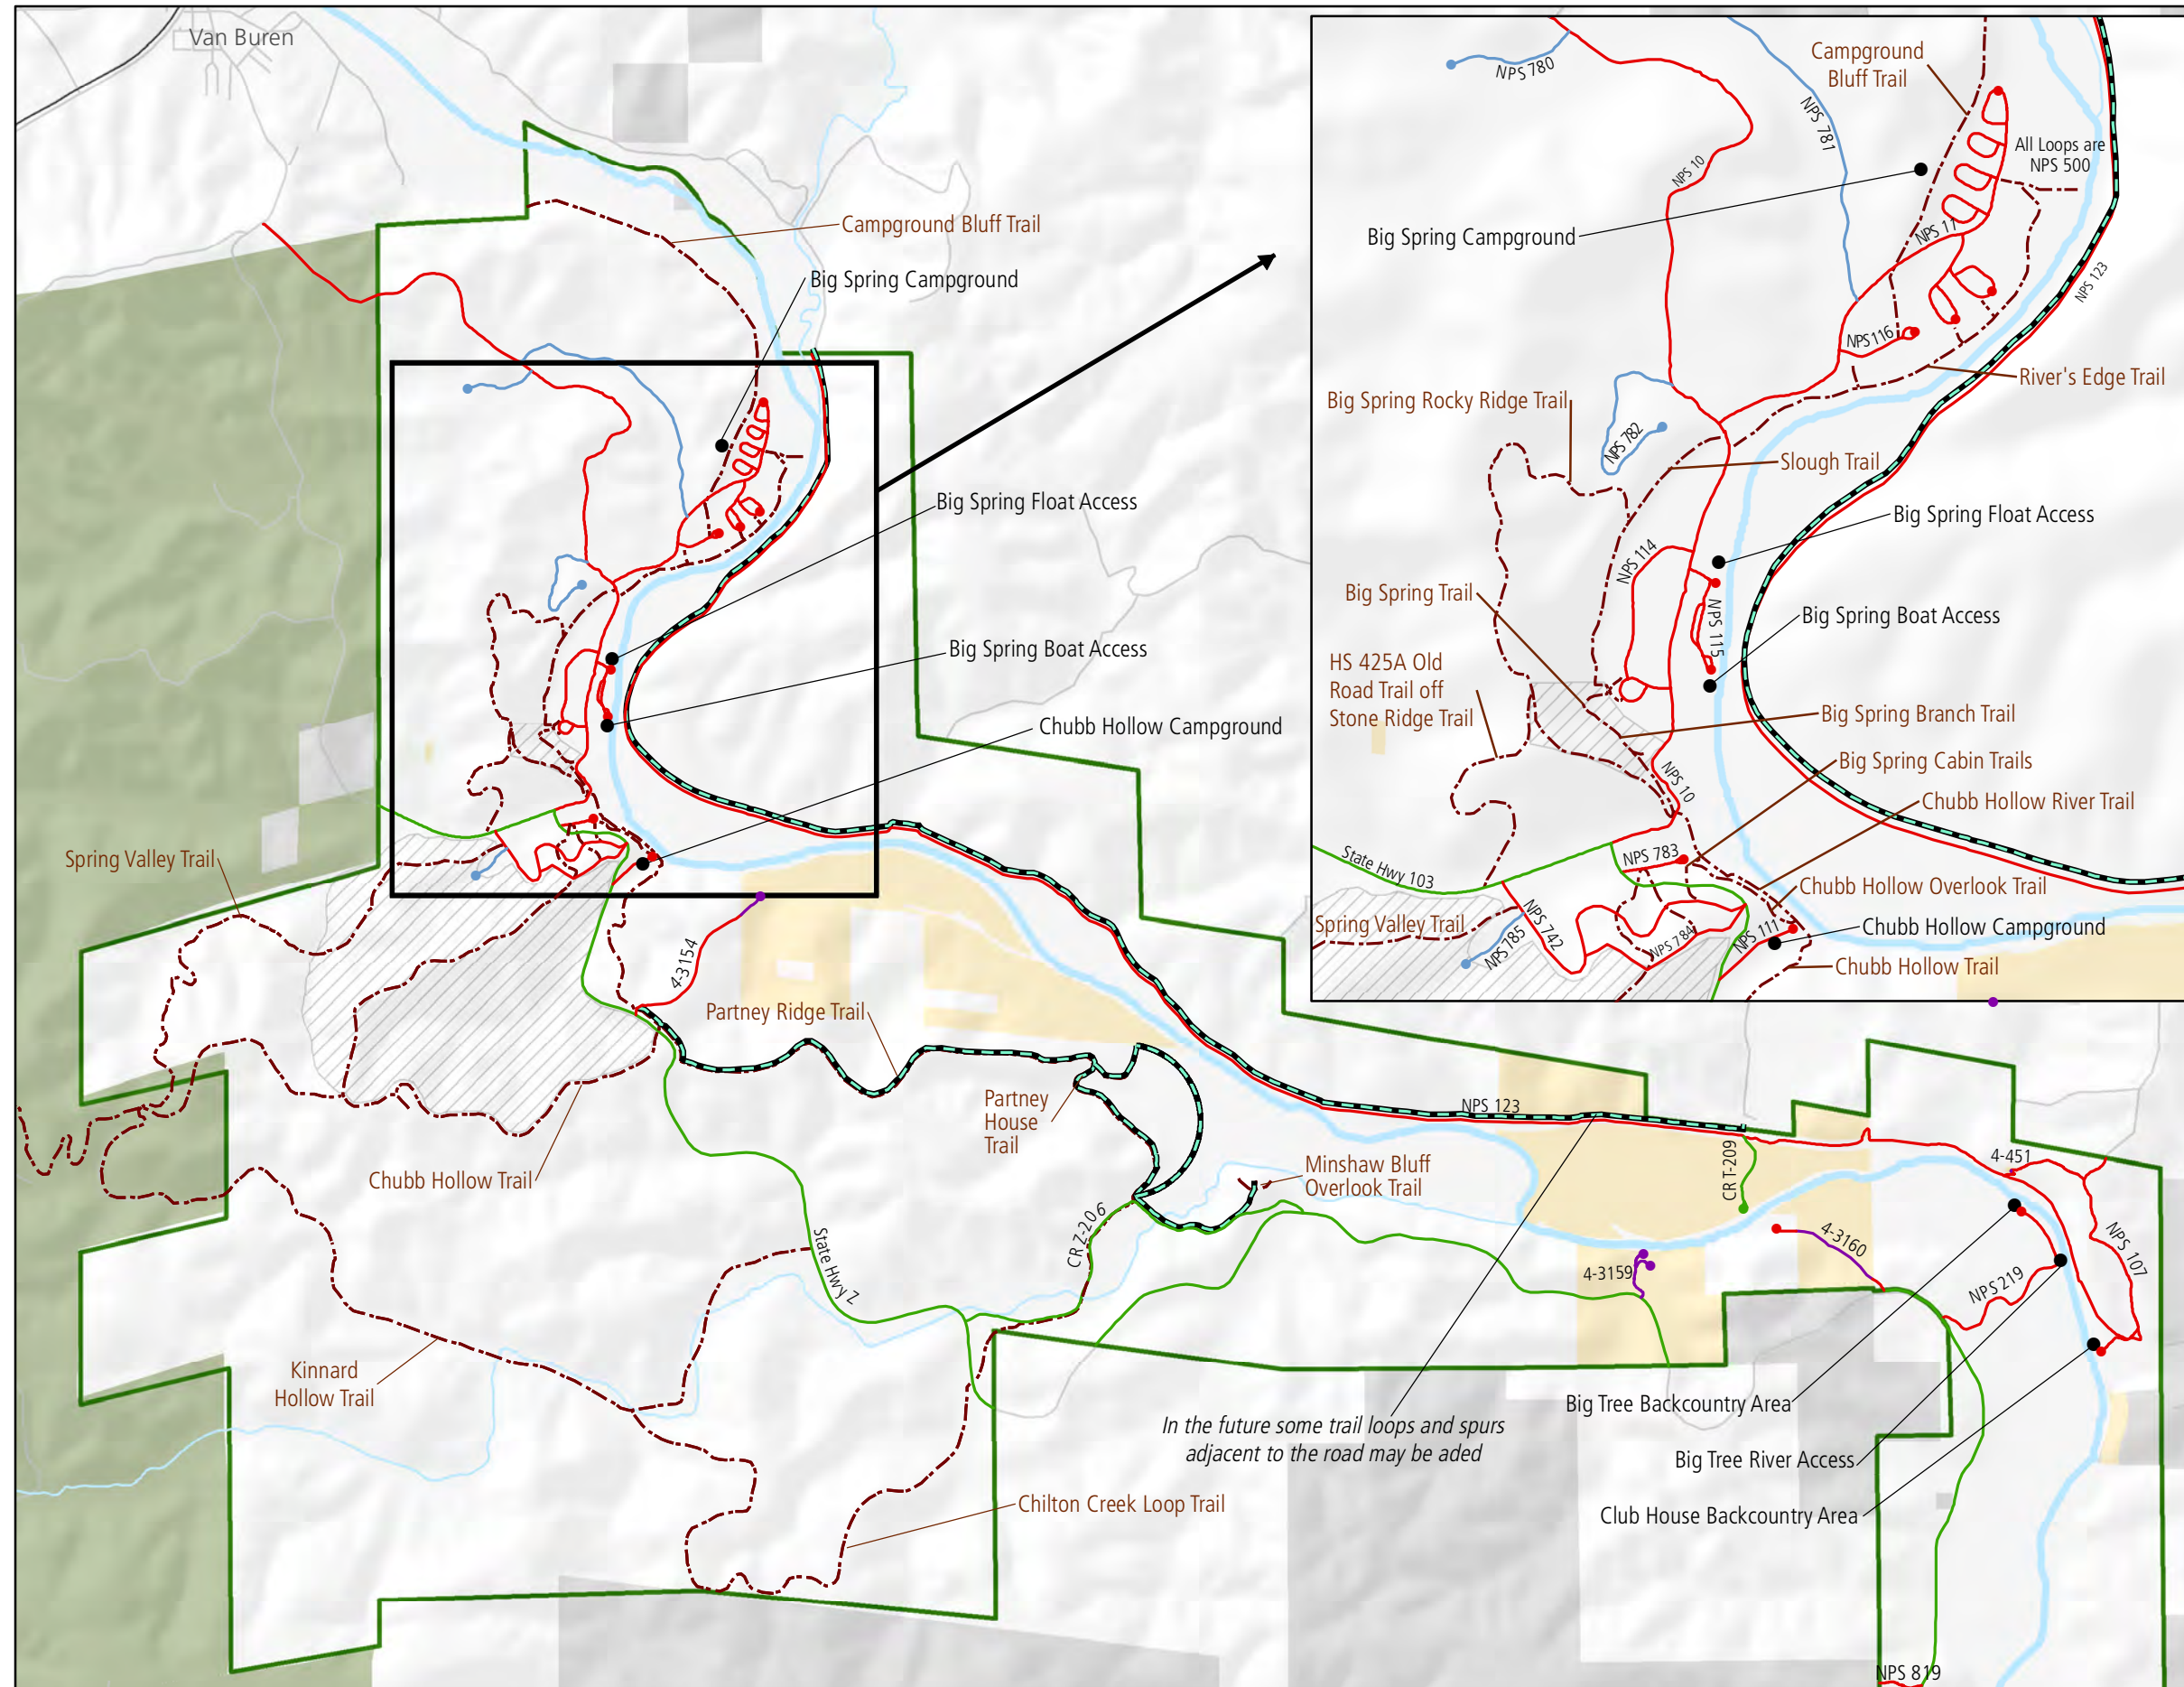 Van Buren
Campground Bluff Trail
Big Spring Campground
Big Spring Float Access
Big Spring Boat Access
Chubb Hollow Campground
Spring Valley Trail
4-3154
Partney Ridge Trail
Partney
House
Trail
Minshaw Bluff
Overlook Trail
Chubb Hollow Trail
State Hwy Z
CR Z-206
Kinnard
Hollow Trail
Chilton Creek Loop Trail
In the future some trail loops and spurs
adjacent to the road may be aded
NPS 123
CR T-209
4-451
4-3160
4-3159
NPS 107
NPS 219
Big Tree Backcountry Area
Big Tree River Access
Club House Backcountry Area
NPS 819
NPS 780
Campground
Bluff Trail
NPS 781
All Loops are
NPS 500
NPS 10
Big Spring Campground
NPS 11
NPS 123
NPS 116
River's Edge Trail
Big Spring Rocky Ridge Trail
NPS 782
Slough Trail
Big Spring Float Access
NPS 114
Big Spring Trail
NPS 115
Big Spring Boat Access
HS 425A Old
Road Trail off
Stone Ridge Trail
Big Spring Branch Trail
NPS 10
Big Spring Cabin Trails
Chubb Hollow River Trail
State Hwy 103
NPS 783
Chubb Hollow Overlook Trail
Spring Valley Trail
NPS 742
NPS 785
NPS 784
NPS 111
Chubb Hollow Campground
Chubb Hollow Trail